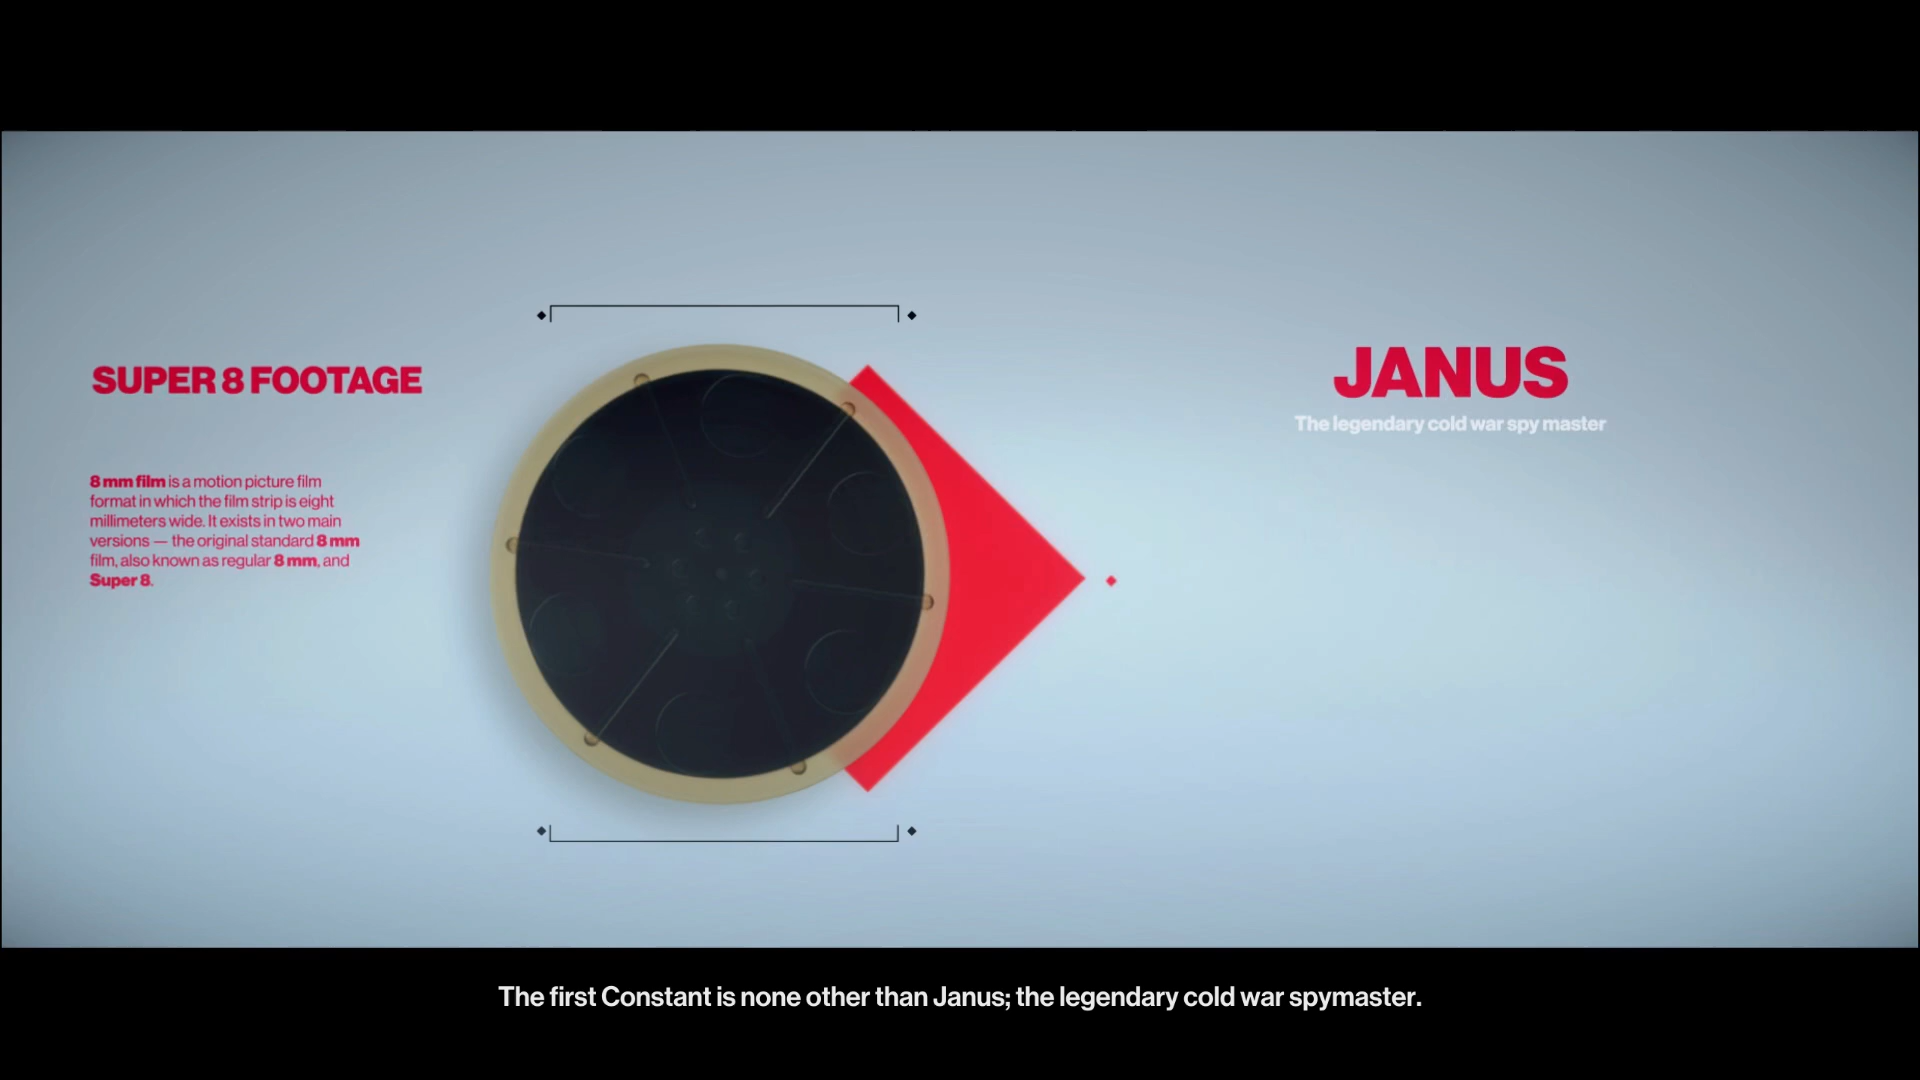 SUPER 8 FOOTAGE
8 mm film is a motion picture film
format in which the film strip is eight
millimeters wide. It exists in two main
versions — the original standard 8 mm
film, also known as regular 8 mm, and
Super 8.
JANUS
The legendary cold war spy master
The first Constant is none other than Janus; the legendary cold war spymaster.